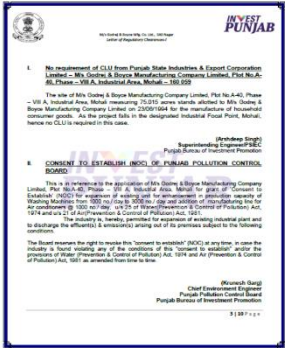 INVEST
PUNJAB
M/s Godrej & Boyce Mfg. Co. Ltd., SAS Nagar
Letter of Regulatory Clearances I
I. No requirement of CLU from Punjab State Industries & Export Corporation
Limited – M/s Godrej & Boyce Manufacturing Company Limited, Plot No.A-
40, Phase – VIII A, Industrial Area, Mohali – 160 059
The site of M/s Godrej & Boyce Manufacturing Company Limited, Plot No.A-40, Phase
– VIII A, Industrial Area, Mohali measuring 75.015 acres stands allotted to M/s Godrej &
Boyce Manufacturing Company Limited on 23/08/1994 for the manufacture of household
consumer goods. As the project falls in the designated Industrial Focal Point, Mohali,
hence no CLU is required in this case.
(Arshdeep Singh)
Superintending Engineer/PSIEC
Punjab Bureau of Investment Promotion
II. CONSENT TO ESTABLISH (NOC) OF PUNJAB POLLUTION CONTROL
BOARD
This is in reference to the application of M/s Godrej & Boyce Manufacturing Company
Limited, Plot No.A-40, Phase – VIII A, Industrial Area, Mohali for grant of 'Consent to
Establish' (NOC) for expansion of existing unit for enhancement in production capacity of
Washing Machines from 1000 no./ day to 3000 no./ day and addition of manufacturing line for
Air conditioners @ 1000 no./ day, u/s 25 of Water(Prevention & Control of Pollution) Act,
1974 and u/s 21 of Air(Prevention & Control of Pollution) Act, 1981.
The industry is, hereby, permitted for expansion of existing industrial plant and
to discharge the effluent(s) & emission(s) arising out of its premises subject to the following
conditions.
The Board reserves the right to revoke this "consent to establish" (NOC) at any time, in case the
industry is found violating any of the conditions of this "consent to establish" and/or the
provisions of Water (Prevention & Control of Pollution) Act, 1974 and Air (Prevention & Control
of Pollution) Act, 1981 as amended from time to time.
(Krunesh Garg)
Chief Environment Engineer
Punjab Pollution Control Board
Punjab Bureau of Investment Promotion
3 | 10 P a g e